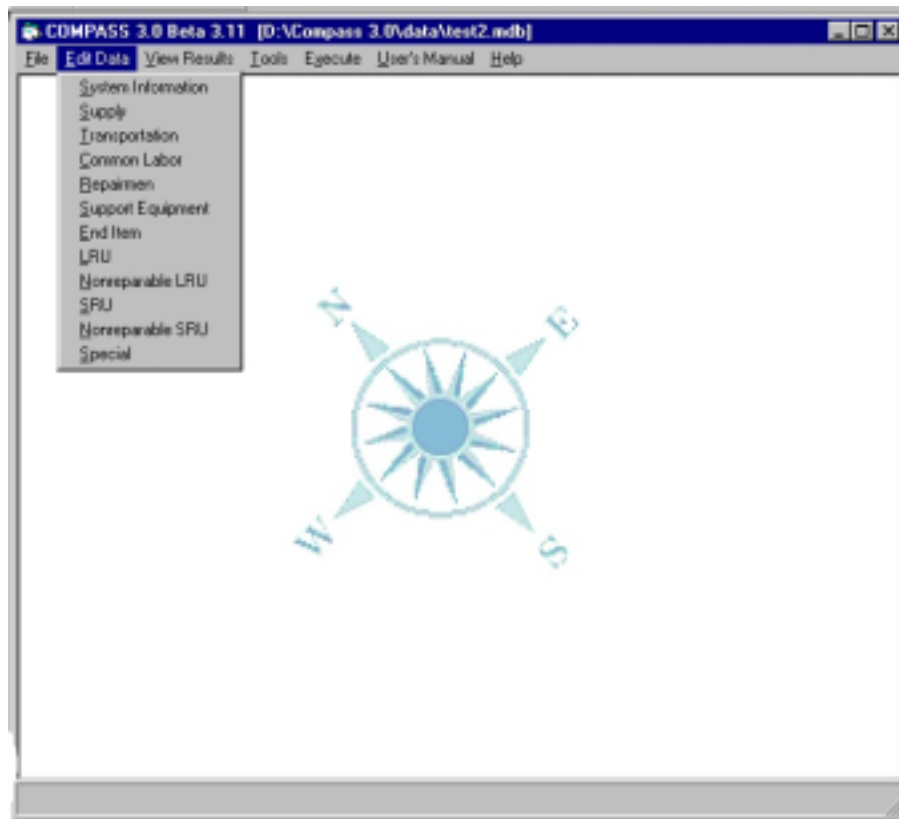 COMPASS 3.0 Beta 3.11 [D:\Compass 3.0\data\test2.mdb]
File Edit Data View Results Tools Execute User's Manual Help
System Information
Supply
Transportation
Common Labor
Repairmen
Support Equipment
End Item
LRU
Nonreparable LRU
SRU
Nonreparable SRU
Special
N
E
W
S